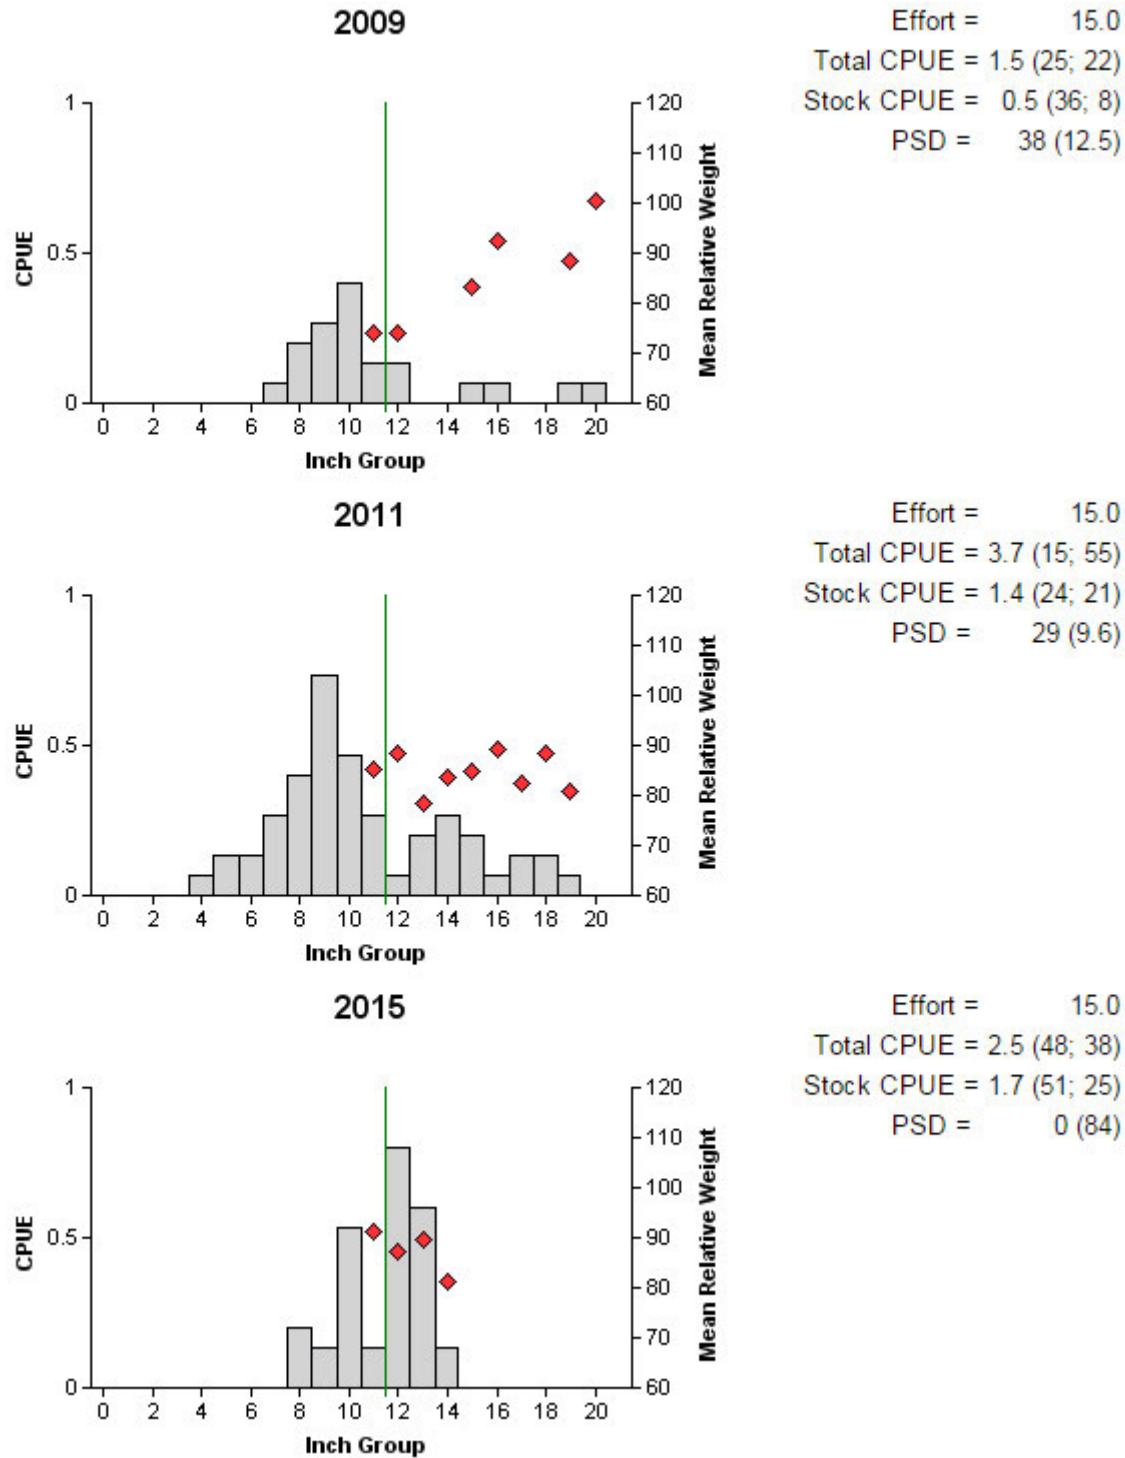 2009
Effort = 15.0
Total CPUE = 1.5 (25; 22)
Stock CPUE = 0.5 (36; 8)
PSD = 38 (12.5)
1
0.5
0
CPUE
120
110
100
90
80
70
60
Mean Relative Weight
0 2 4 6 8 10 12 14 16 18 20
Inch Group
2011
Effort = 15.0
Total CPUE = 3.7 (15; 55)
Stock CPUE = 1.4 (24; 21)
PSD = 29 (9.6)
1
0.5
0
CPUE
120
110
100
90
80
70
60
Mean Relative Weight
0 2 4 6 8 10 12 14 16 18 20
Inch Group
2015
Effort = 15.0
Total CPUE = 2.5 (48; 38)
Stock CPUE = 1.7 (51; 25)
PSD = 0 (84)
1
0.5
0
CPUE
120
110
100
90
80
70
60
Mean Relative Weight
0 2 4 6 8 10 12 14 16 18 20
Inch Group